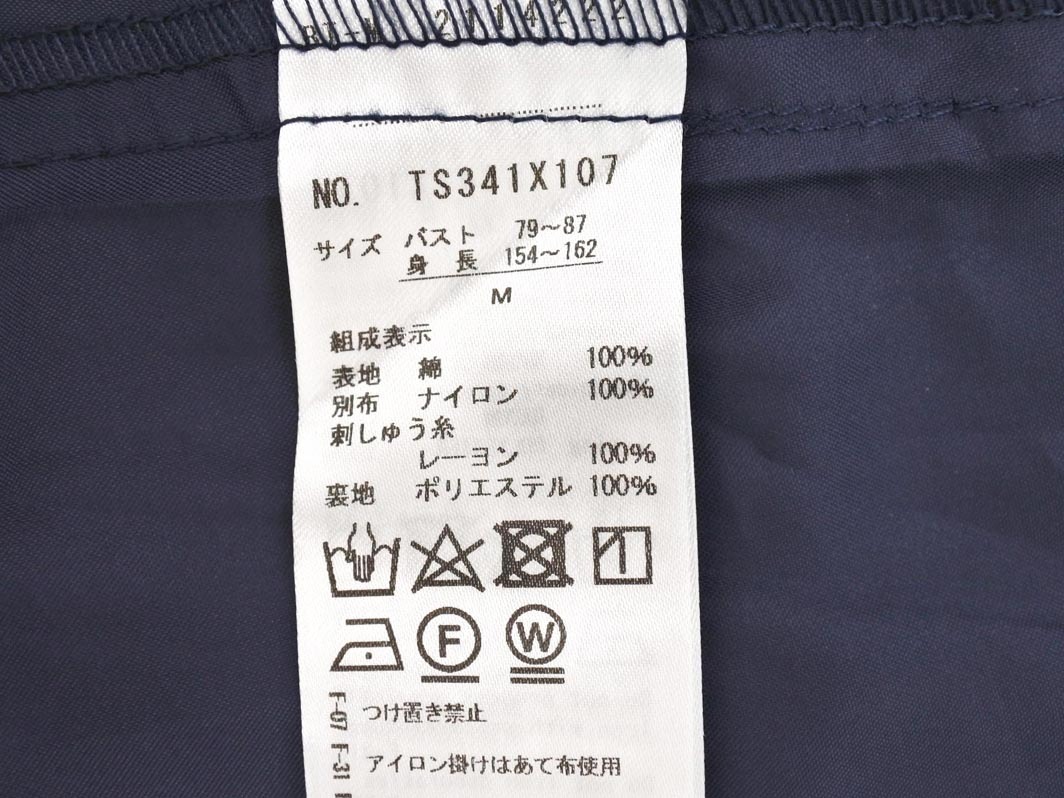 2114222
NO. TS341X107
サイズ バスト 79～87
身長 154～162
M
組成表示
表地 綿 100%
別布 ナイロン 100%
刺しゅう糸
レーヨン 100%
裏地 ポリエステル 100%
F
W
F-07 つけ置き禁止
F-31 アイロン掛けはあて布使用